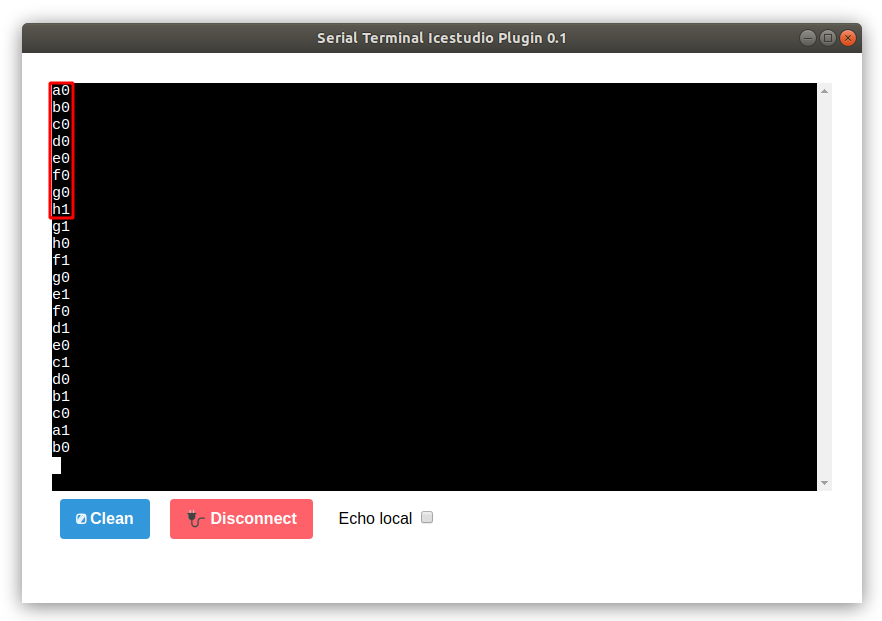 Serial Terminal Icestudio Plugin 0.1
a0
b0
c0
d0
e0
f0
g0
h1
g1
h0
f1
g0
e1
f0
d1
e0
c1
d0
b1
c0
a1
b0
Clean Disconnect Echo local